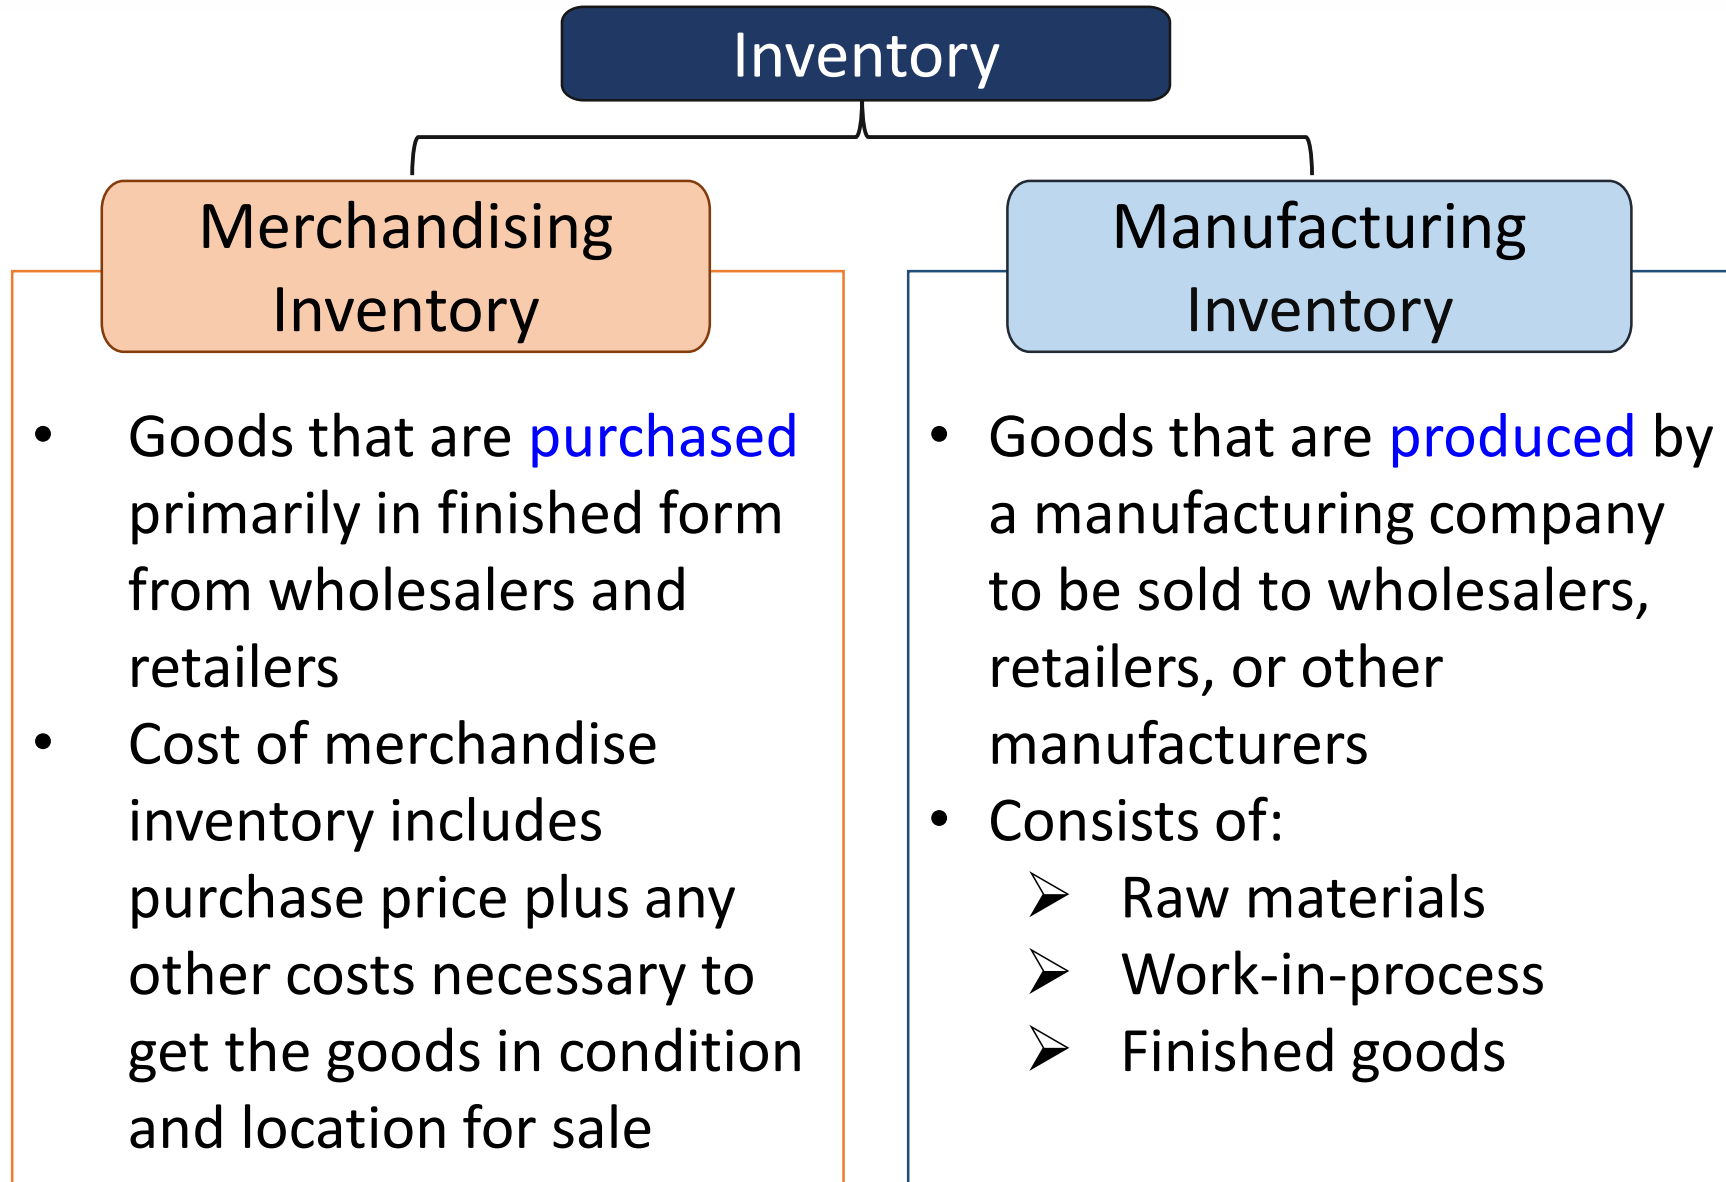 Inventory
Merchandising
Inventory
• Goods that are purchased
primarily in finished form
from wholesalers and
retailers
• Cost of merchandise
inventory includes
purchase price plus any
other costs necessary to
get the goods in condition
and location for sale
Manufacturing
Inventory
• Goods that are produced by
a manufacturing company
to be sold to wholesalers,
retailers, or other
manufacturers
• Consists of:
➢ Raw materials
➢ Work-in-process
➢ Finished goods